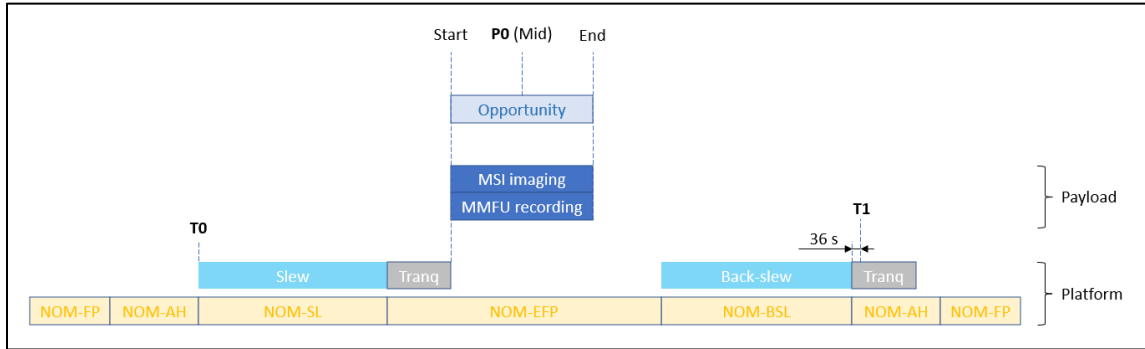 Start P0 (Mid) End
Opportunity
MSI imaging
MMFU recording
Payload
T1
T0
36 s
Slew Tranq Back-slew Tranq
Platform
NOM-FP NOM-AH NOM-SL NOM-EFP NOM-BSL NOM-AH NOM-FP